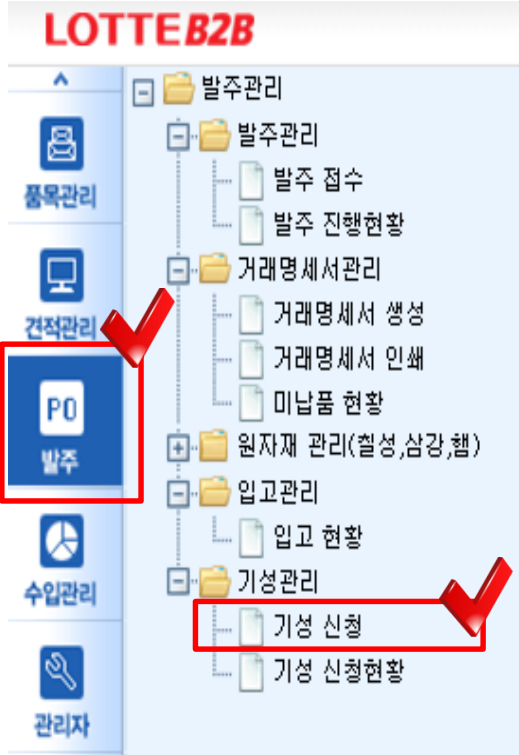 LOTTE B2B
품목관리
견적관리
PO
발주
수입관리
관리자
발주관리
발주관리
발주 접수
발주 진행현황
거래명세서관리
거래명세서 생성
거래명세서 인쇄
미납품 현황
원자재 관리(칠성,삼강,햄)
입고관리
입고 현황
기성관리
기성 신청
기성 신청현황